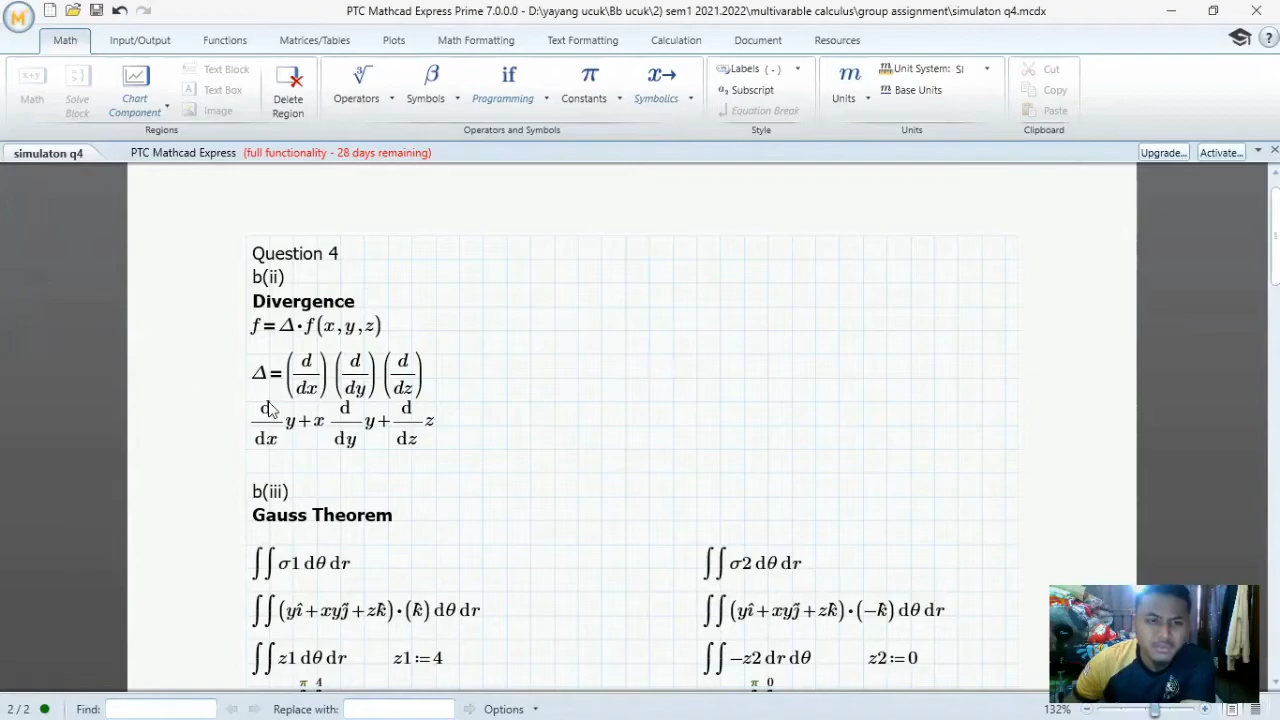 PTC Mathcad Express Prime 7.0.0.0 - D:\yayang ucuk\Bb ucuk\2) sem1 2021.2022\multivarable calculus\group assignment\simulaton q4.mcdx
Math Input/Output Functions Matrices/Tables Plots Math Formatting Text Formatting Calculation Document Resources
Math
Solve Block
Chart Component
Text Block
Text Box
Image
Regions
Delete Region
Operators
Symbols
if Programming
π Constants
Symbolics
Operators and Symbols
Labels (-)
Subscript
Equation Break
Style
Units
Unit System: SI
Base Units
Units
Cut
Copy
Paste
Clipboard
simulaton q4
PTC Mathcad Express (full functionality - 28 days remaining)
Upgrade...
Activate...
Question 4
b(ii)
Divergence
f=Δ·f(x,y,z)
Δ=(d/dx)(d/dy)(d/dz)
d/dx y+x d/dy y+d/dz z
b(iii)
Gauss Theorem
∫∫σ1 dθ dr ∫∫σ2 dθ dr
∫∫(yî+xyĵ+zk̂)·(k̂) dθ dr ∫∫(yî+xyĵ+zk̂)·(−k̂) dθ dr
∫∫z1 dθ dr z1:=4 ∫∫−z2 dr dθ z2:=0
π 4 π 0
2 / 2 Find: Replace with: Options 132%